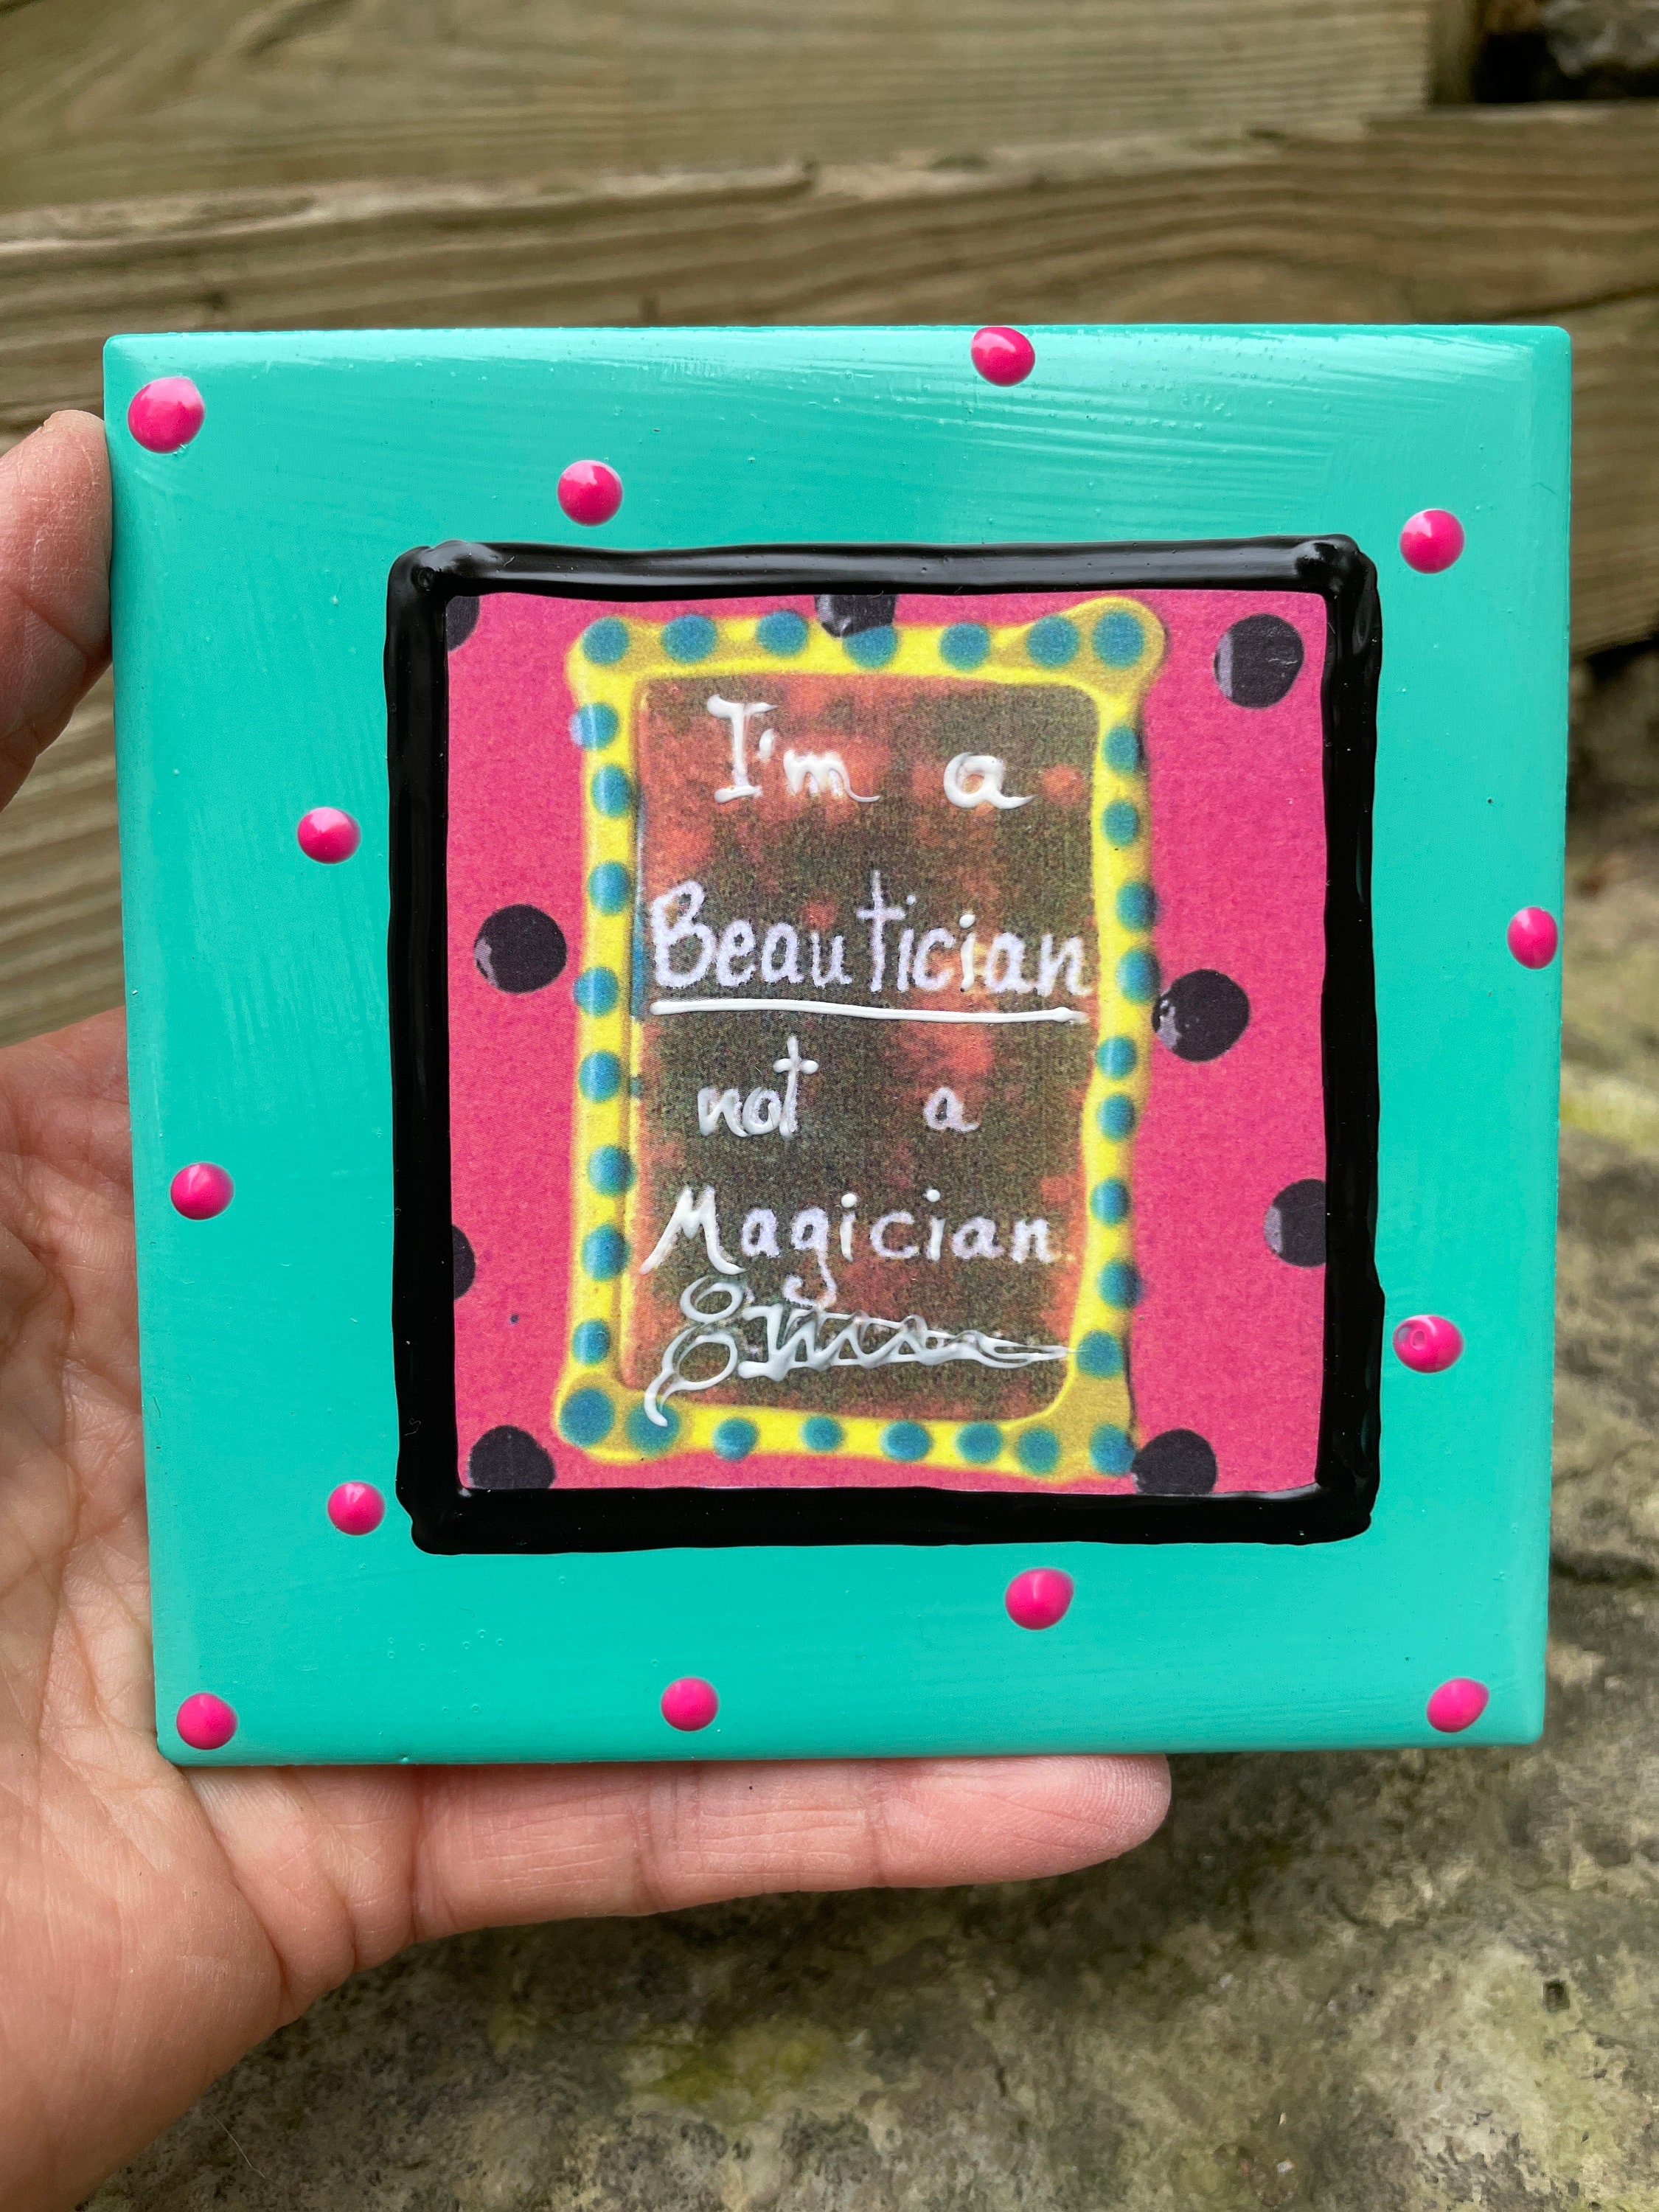 I'm a
Beautician
not a
Magician